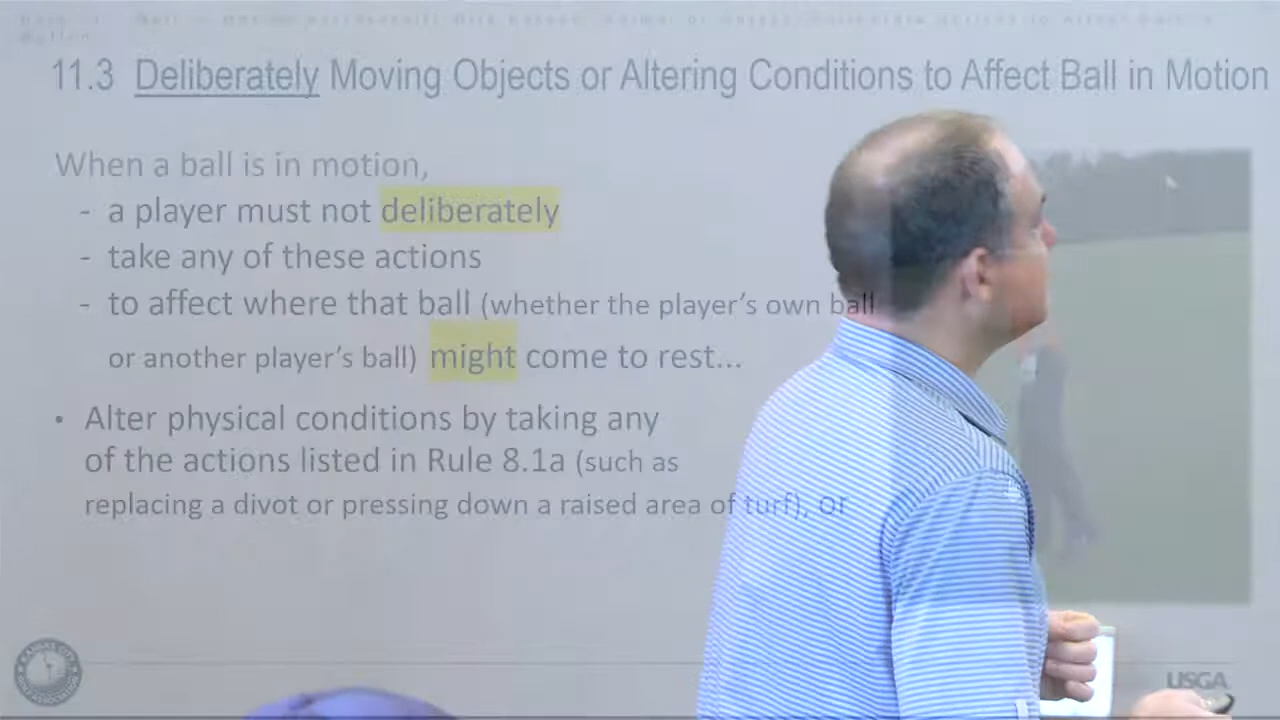 11.3 Deliberately Moving Objects or Altering Conditions to Affect Ball in Motion
When a ball is in motion,
- a player must not deliberately
- take any of these actions
- to affect where that ball (whether the player's own ball
or another player's ball) might come to rest...
• Alter physical conditions by taking any
of the actions listed in Rule 8.1a (such as
replacing a divot or pressing down a raised area of turf), or
USGA